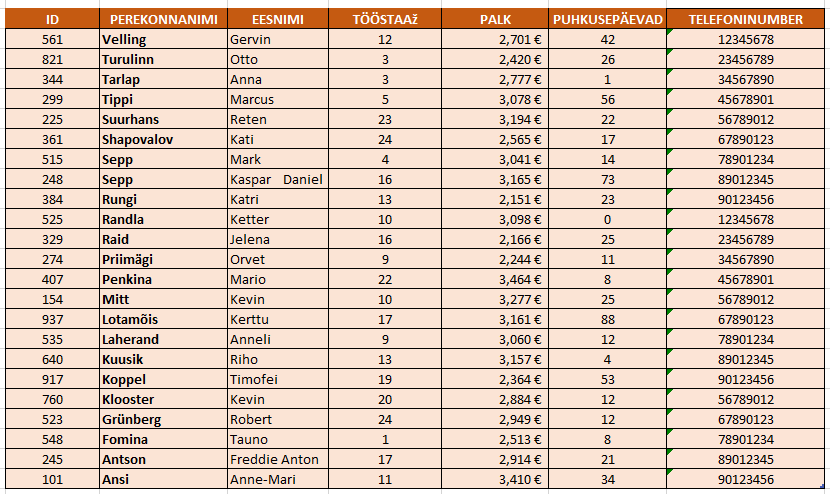 ID PEREKONNANIMI EESNIMI TÖÖSTAAž PALK PUHKUSEPÄEVAD TELEFONINUMBER
561 Velling Gervin 12 2,701 € 42 12345678
821 Turulinn Otto 3 2,420 € 26 23456789
344 Tarlap Anna 3 2,777 € 1 34567890
299 Tippi Marcus 5 3,078 € 56 45678901
225 Suurhans Reten 23 3,194 € 22 56789012
361 Shapovalov Kati 24 2,565 € 17 67890123
515 Sepp Mark 4 3,041 € 14 78901234
248 Sepp Kaspar Daniel 16 3,165 € 73 89012345
384 Rungi Katri 13 2,151 € 23 90123456
525 Randla Ketter 10 3,098 € 0 12345678
329 Raid Jelena 16 2,166 € 25 23456789
274 Priimägi Orvet 9 2,244 € 11 34567890
407 Penkina Mario 22 3,464 € 8 45678901
154 Mitt Kevin 10 3,277 € 25 56789012
937 Lotamõis Kerttu 17 3,161 € 88 67890123
535 Laherand Anneli 9 3,060 € 12 78901234
640 Kuusik Riho 13 3,157 € 4 89012345
917 Koppel Timofei 19 2,364 € 53 90123456
760 Klooster Kevin 20 2,884 € 12 56789012
523 Grünberg Robert 24 2,949 € 12 67890123
548 Fomina Tauno 1 2,513 € 8 78901234
245 Antson Freddie Anton 17 2,914 € 21 89012345
101 Ansi Anne-Mari 11 3,410 € 34 90123456